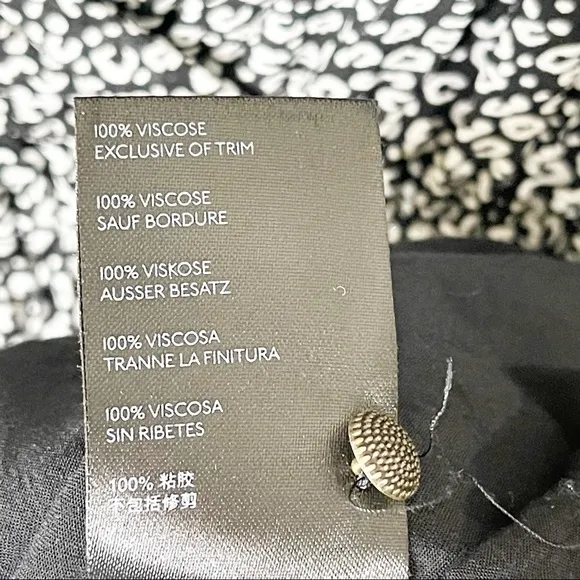 100% VISCOSE
EXCLUSIVE OF TRIM
100% VISCOSE
SAUF BORDURE
100% VISKOSE
AUSSER BESATZ
100% VISCOSA
TRANNE LA FINITURA
100% VISCOSA
SIN RIBETES
100% 粘胶
不包括修剪